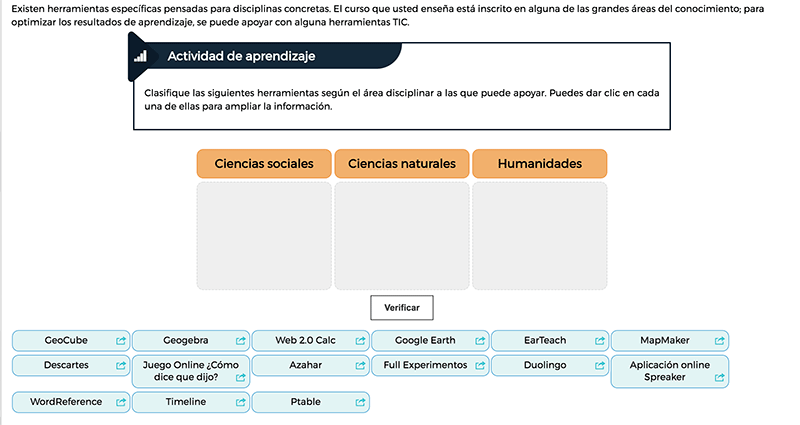 Existen herramientas específicas pensadas para disciplinas concretas. El curso que usted enseña está inscrito en alguna de las grandes áreas del conocimiento; para
optimizar los resultados de aprendizaje, se puede apoyar con alguna herramientas TIC.
Actividad de aprendizaje
Clasifique las siguientes herramientas según el área disciplinar a las que puede apoyar. Puedes dar clic en cada
una de ellas para ampliar la información.
Ciencias sociales Ciencias naturales Humanidades
Verificar
GeoCube Geogebra Web 2.0 Calc Google Earth EarTeach MapMaker
Descartes Juego Online ¿Cómo Azahar Full Experimentos Duolingo Aplicación online
dice que dijo? Spreaker
WordReference Timeline Ptable